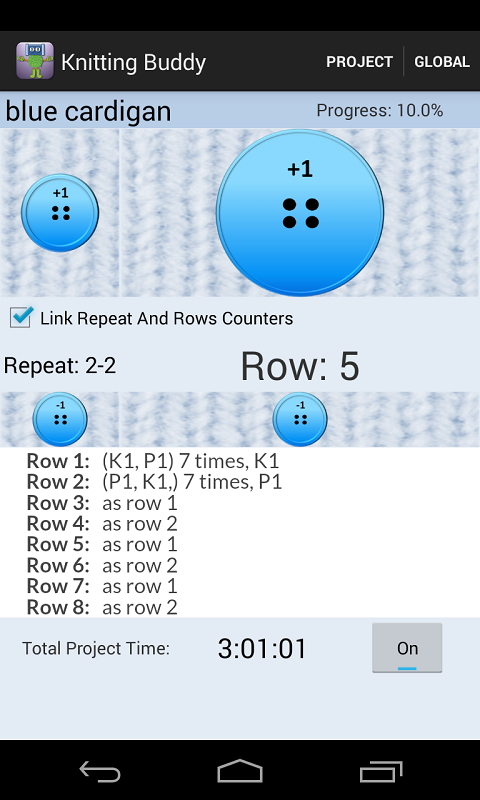 Knitting Buddy PROJECT GLOBAL
blue cardigan Progress: 10.0%
+1 +1
Link Repeat And Rows Counters
Repeat: 2-2 Row: 5
-1 -1
Row 1: (K1, P1) 7 times, K1
Row 2: (P1, K1,) 7 times, P1
Row 3: as row 1
Row 4: as row 2
Row 5: as row 1
Row 6: as row 2
Row 7: as row 1
Row 8: as row 2
Total Project Time: 3:01:01 On